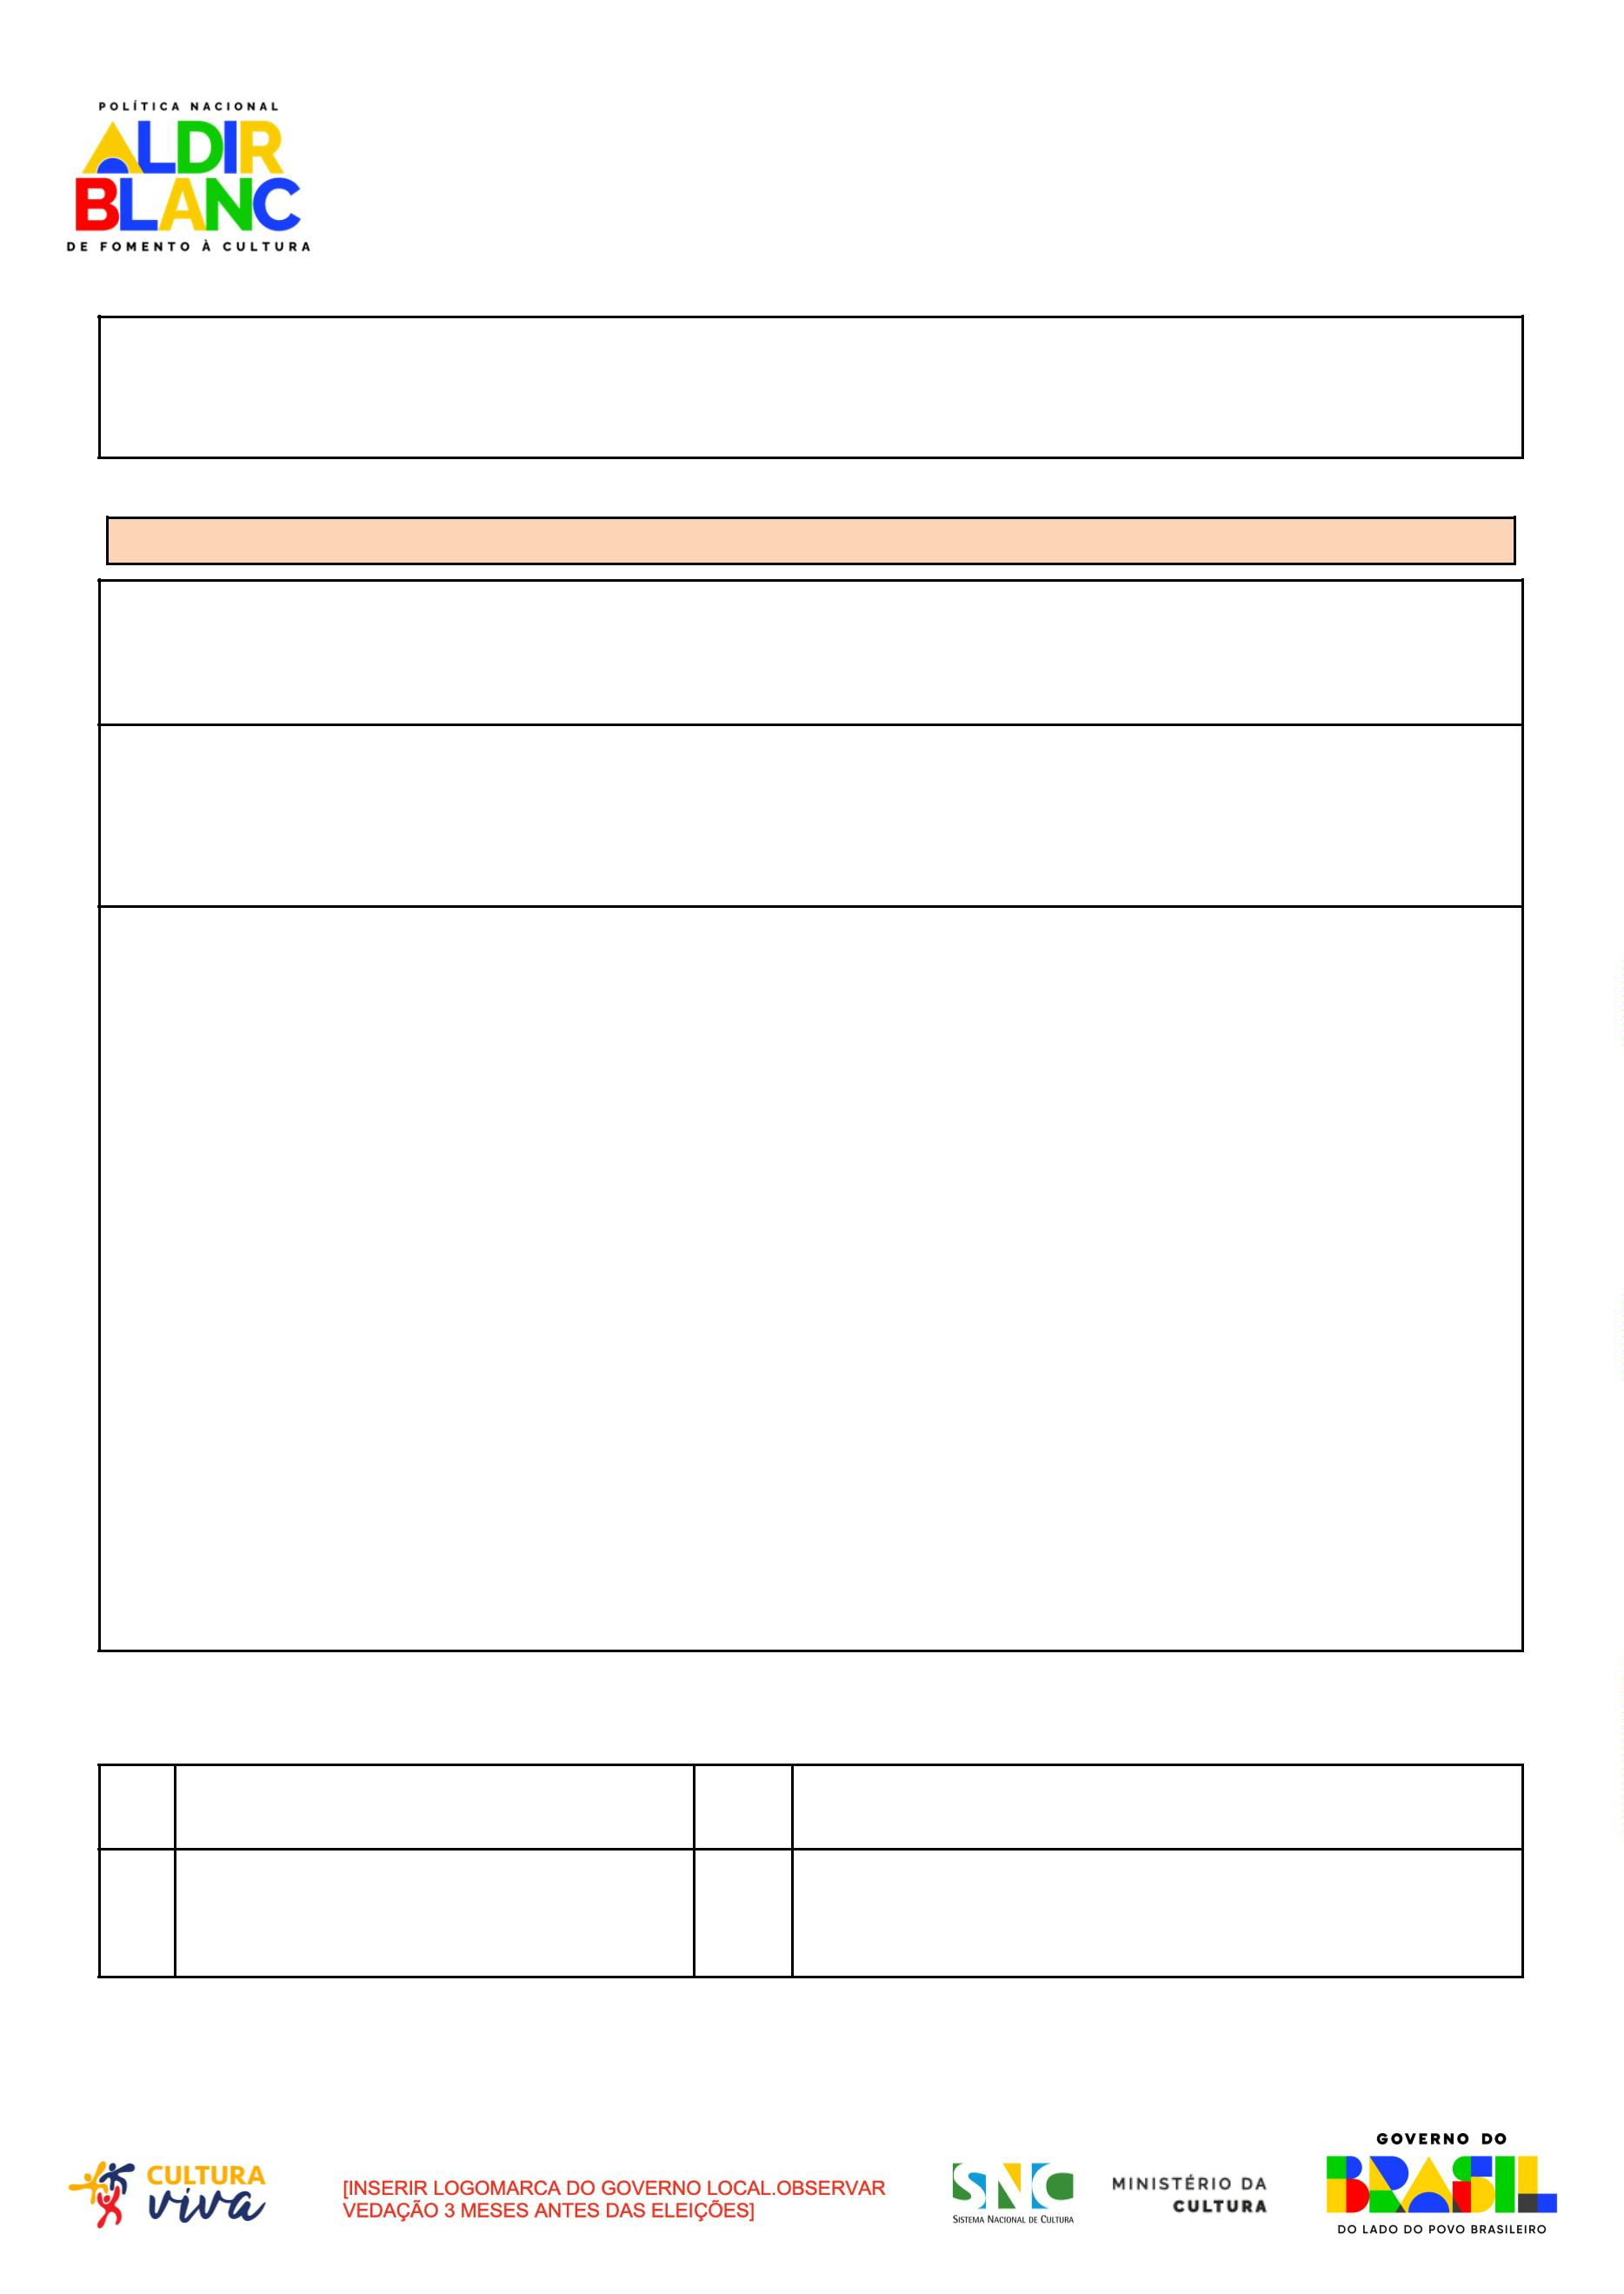 POLÍTICA NACIONAL
ALDIR
BLANC
DE FOMENTO À CULTURA
CULTURA
viva
[INSERIR LOGOMARCA DO GOVERNO LOCAL.OBSERVAR
VEDAÇÃO 3 MESES ANTES DAS ELEIÇÕES]
SNC
SISTEMA NACIONAL DE CULTURA
MINISTÉRIO DA
CULTURA
GOVERNO DO
BRASIL
DO LADO DO POVO BRASILEIRO